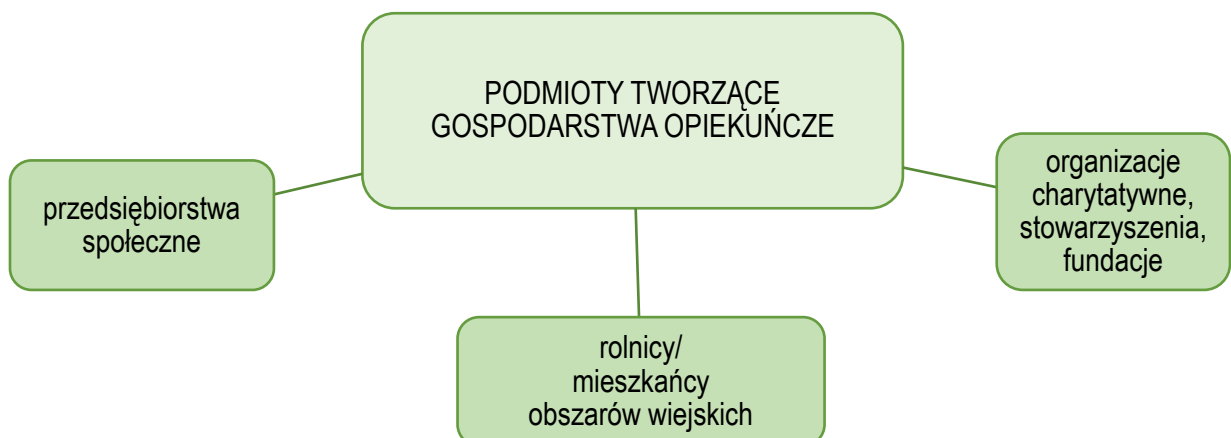 PODMIOTY TWORZĄCE
GOSPODARSTWA OPIEKUŃCZE
przedsiębiorstwa
społeczne
rolnicy/
mieszkańcy
obszarów wiejskich
organizacje
charytatywne,
stowarzyszenia,
fundacje